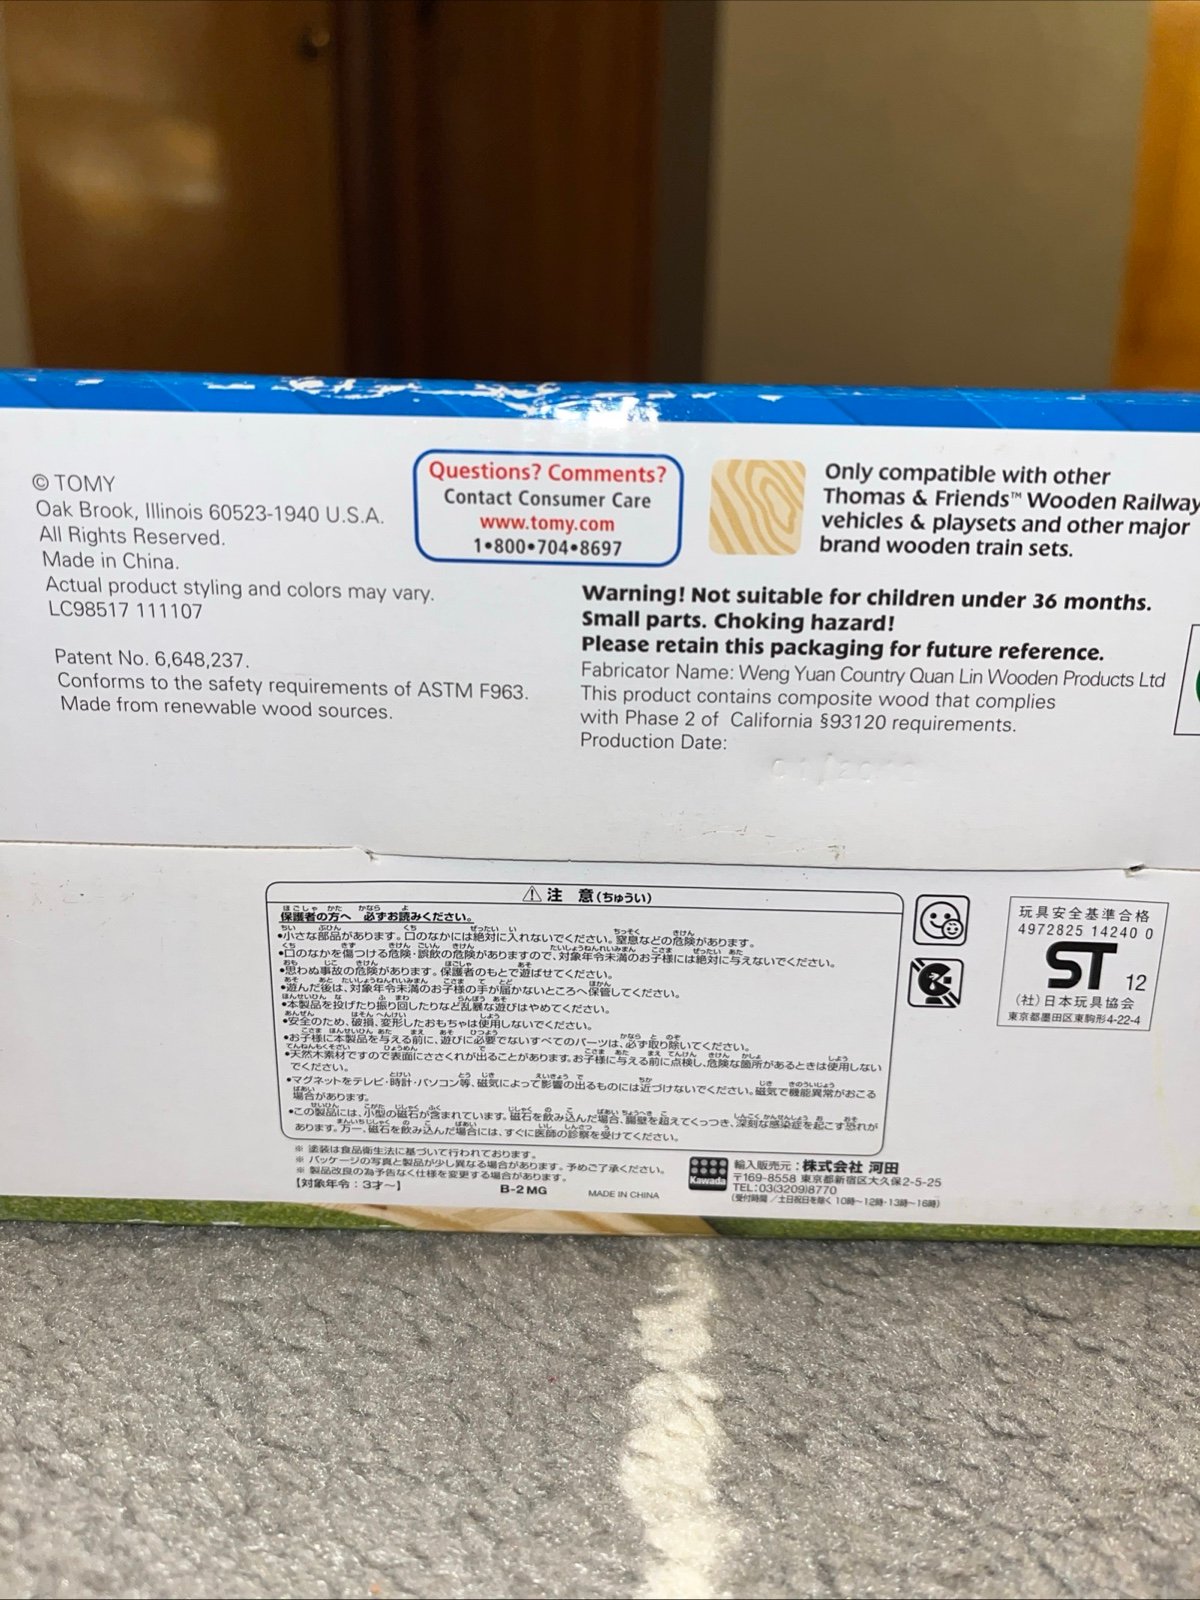 © TOMY
Oak Brook, Illinois 60523-1940 U.S.A.
All Rights Reserved.
Made in China.
Actual product styling and colors may vary.
LC98517 111107
Patent No. 6,648,237.
Conforms to the safety requirements of ASTM F963.
Made from renewable wood sources.
Questions? Comments?
Contact Consumer Care
www.tomy.com
1•800•704•8697
Only compatible with other
Thomas & Friends™ Wooden Railway
vehicles & playsets and other major
brand wooden train sets.
Warning! Not suitable for children under 36 months.
Small parts. Choking hazard!
Please retain this packaging for future reference.
Fabricator Name: Weng Yuan Country Quan Lin Wooden Products Ltd
This product contains composite wood that complies
with Phase 2 of California §93120 requirements.
Production Date:
⚠注 意(ちゅうい)
保護者の方へ 必ずお読みください。
•小さな部品があります。口のなかには絶対に入れないでください。窒息などの危険があります。
•口のなかを傷つける危険・誤飲の危険がありますので、対象年令未満のお子様には絶対に与えないでください。
•思わぬ事故の危険があります。保護者のもとで遊ばせてください。
•遊んだ後は、対象年令未満のお子様の手が届かないところへ保管してください。
•本製品を投げたり振り回したりなど乱暴な遊びはやめてください。
•安全のため、破損、変形したおもちゃは使用しないでください。
•お子様に本製品を与える前に、遊びに必要でないすべてのパーツは、必ず取り除いてください。
•天然木素材ですので表面にささくれが出ることがあります。お子様に与える前に点検し、危険な箇所があるときは使用しない
でください。
•マグネットをテレビ・時計・パソコン等、磁気によって影響の出るものには近づけないでください。磁気で機能異常がおこる
場合があります。
•この製品には、小型の磁石が含まれています。磁石を飲み込んだ場合、腸壁を超えてくっつき、深刻な感染症を起こす恐れが
あります。万一、磁石を飲み込んだ場合には、すぐに医師の診察を受けてください。
※ 塗装は食品衛生法に基づいて行われております。
※ パッケージの写真と製品が少し異なる場合があります。予めご了承ください。
※ 製品改良の為予告なく仕様を変更する場合があります。
【対象年令：3才〜】
B-2 MG
MADE IN CHINA
Kawada
輸入販売元：株式会社 河田
〒169-8558 東京都新宿区大久保2-5-25
TEL:03(3209)8770
(受付時間／土日祝日を除く 10時〜12時・13時〜16時)
玩具安全基準合格
4972825 14240 0
ST 12
(社)日本玩具協会
東京都墨田区東駒形4-22-4